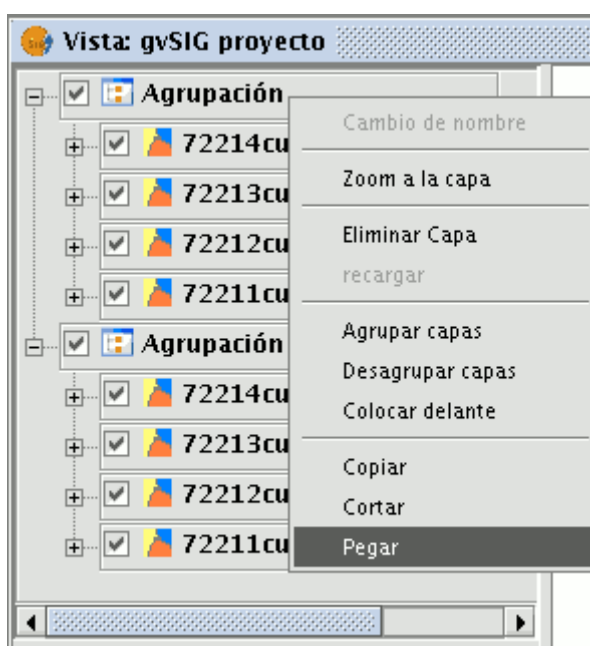 Vista: gvSIG proyecto
Agrupación
72214cu
72213cu
72212cu
72211cu
Agrupación
72214cu
72213cu
72212cu
72211cu
Cambio de nombre
Zoom a la capa
Eliminar Capa
recargar
Agrupar capas
Desagrupar capas
Colocar delante
Copiar
Cortar
Pegar